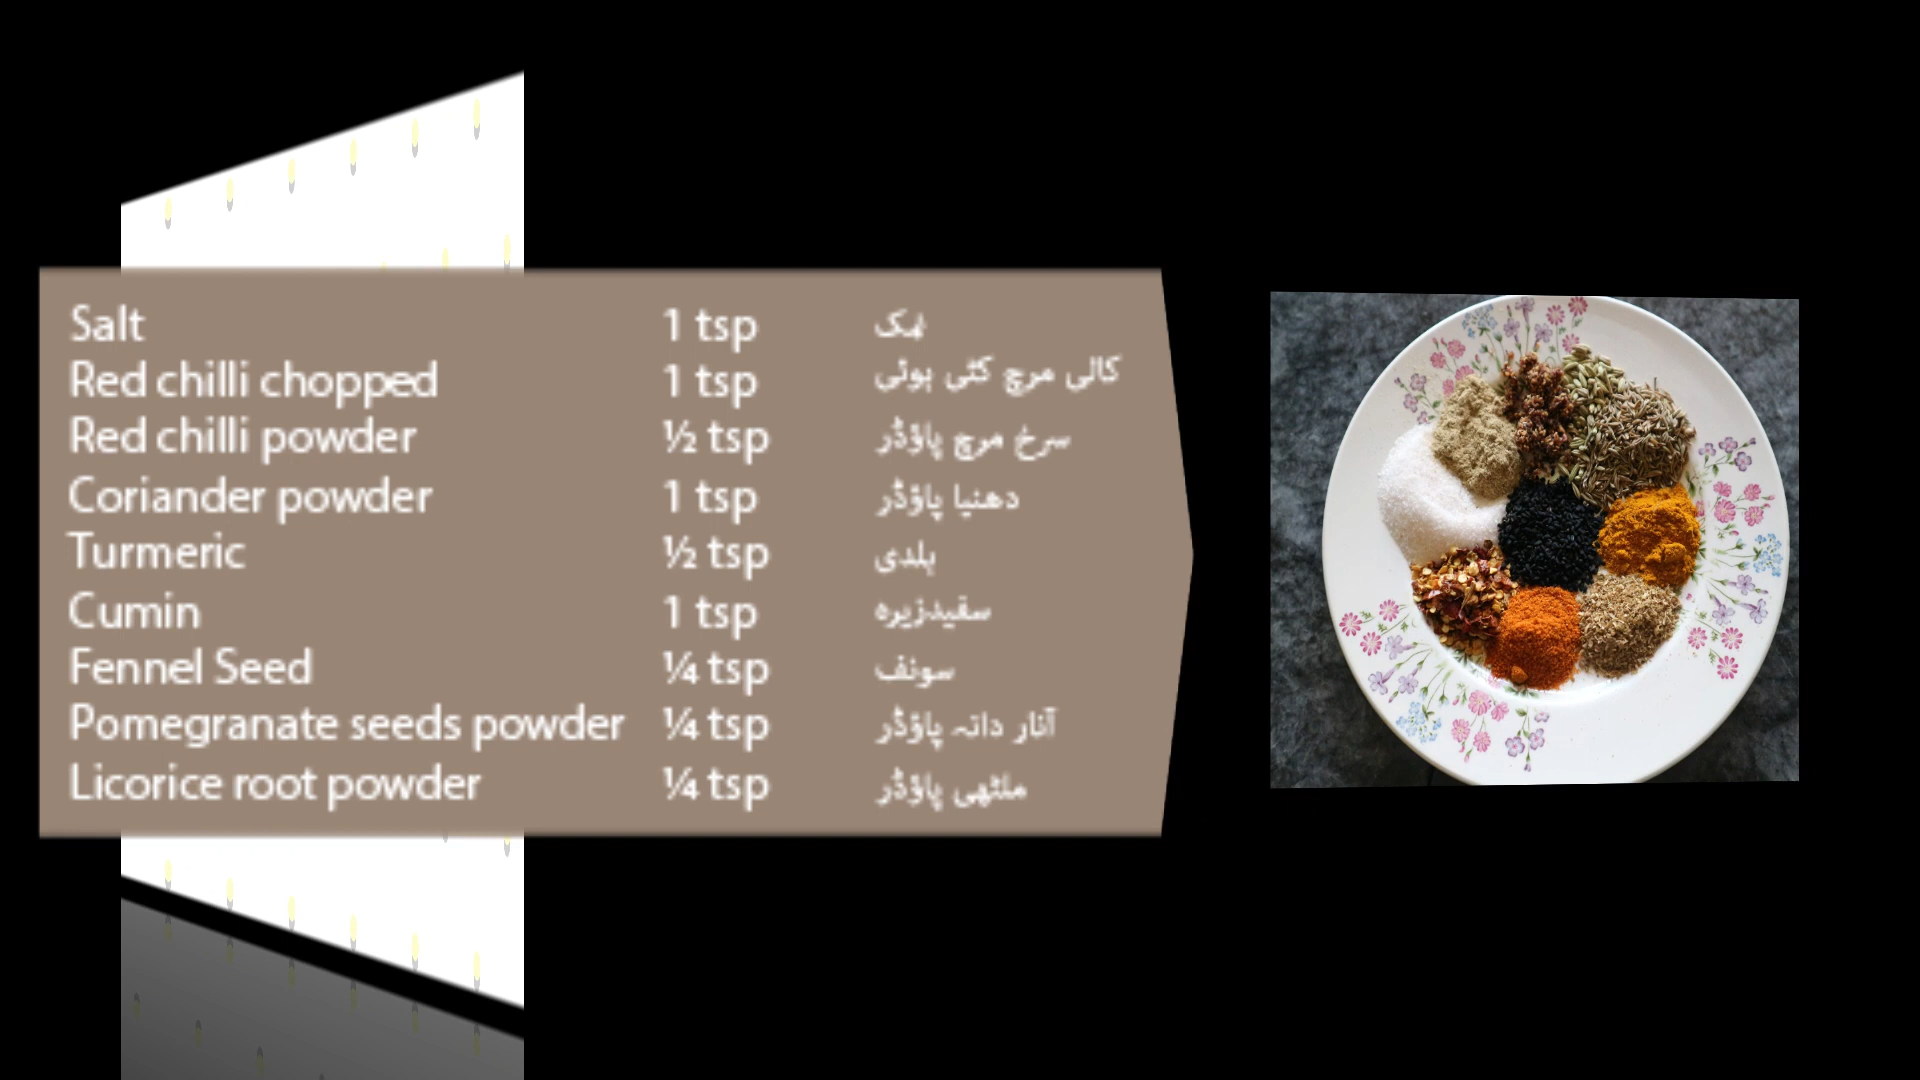 Salt 1 tsp نمک
Red chilli chopped 1 tsp کالی مرچ کٹی ہوئی
Red chilli powder ½ tsp سرخ مرچ پاؤڈر
Coriander powder 1 tsp دھنیا پاؤڈر
Turmeric ½ tsp ہلدی
Cumin 1 tsp سفیدزیرہ
Fennel Seed ¼ tsp سونف
Pomegranate seeds powder ¼ tsp آنار دانہ پاؤڈر
Licorice root powder ¼ tsp ملٹھی پاؤڈر